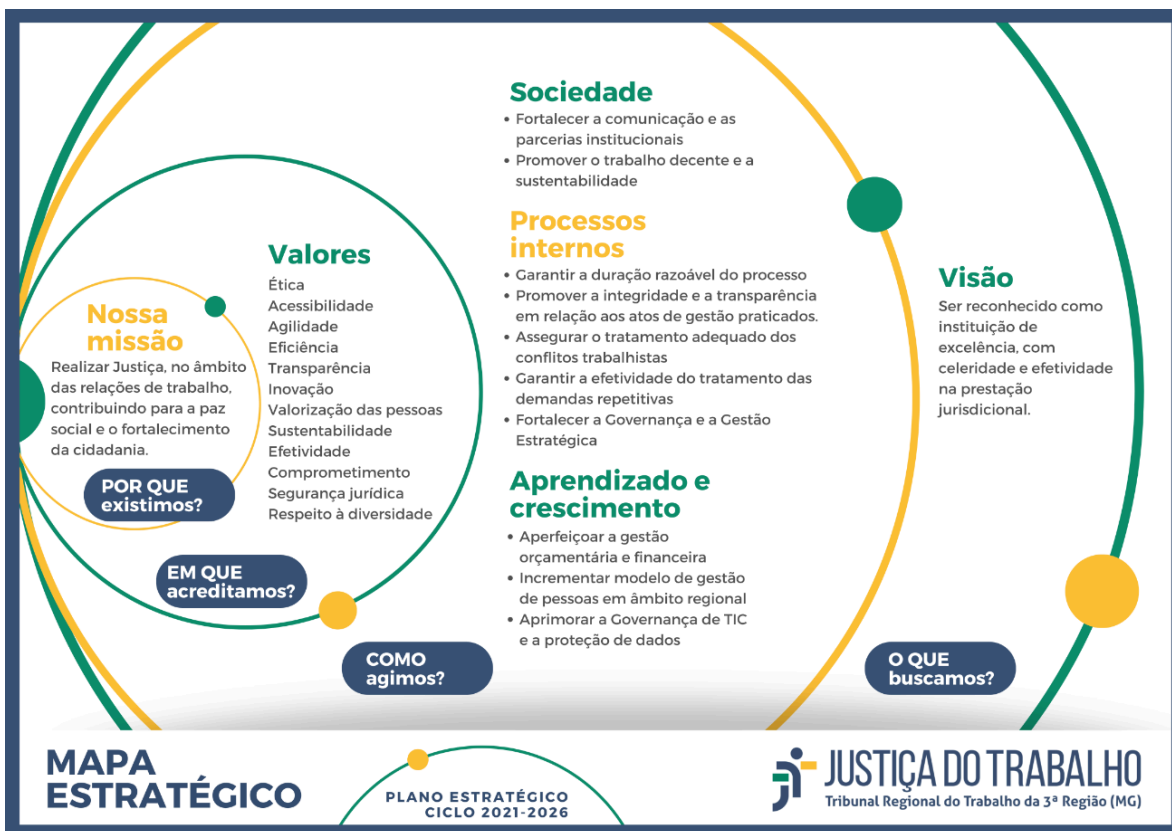 Nossa
missão
Realizar Justiça, no âmbito
das relações de trabalho,
contribuindo para a paz
social e o fortalecimento
da cidadania.
POR QUE
existimos?
Valores
Ética
Acessibilidade
Agilidade
Eficiência
Transparência
Inovação
Valorização das pessoas
Sustentabilidade
Efetividade
Comprometimento
Segurança jurídica
Respeito à diversidade
EM QUE
acreditamos?
Sociedade
• Fortalecer a comunicação e as
parcerias institucionais
• Promover o trabalho decente e a
sustentabilidade
Processos
internos
• Garantir a duração razoável do processo
• Promover a integridade e a transparência
em relação aos atos de gestão praticados.
• Assegurar o tratamento adequado dos
conflitos trabalhistas
• Garantir a efetividade do tratamento das
demandas repetitivas
• Fortalecer a Governança e a Gestão
Estratégica
Aprendizado e
crescimento
• Aperfeiçoar a gestão
orçamentária e financeira
• Incrementar modelo de gestão
de pessoas em âmbito regional
• Aprimorar a Governança de TIC
e a proteção de dados
COMO
agimos?
Visão
Ser reconhecido como
instituição de
excelência, com
celeridade e efetividade
na prestação
jurisdicional.
O QUE
buscamos?
MAPA
ESTRATÉGICO
PLANO ESTRATÉGICO
CICLO 2021-2026
JUSTIÇA DO TRABALHO
Tribunal Regional do Trabalho da 3ª Região (MG)